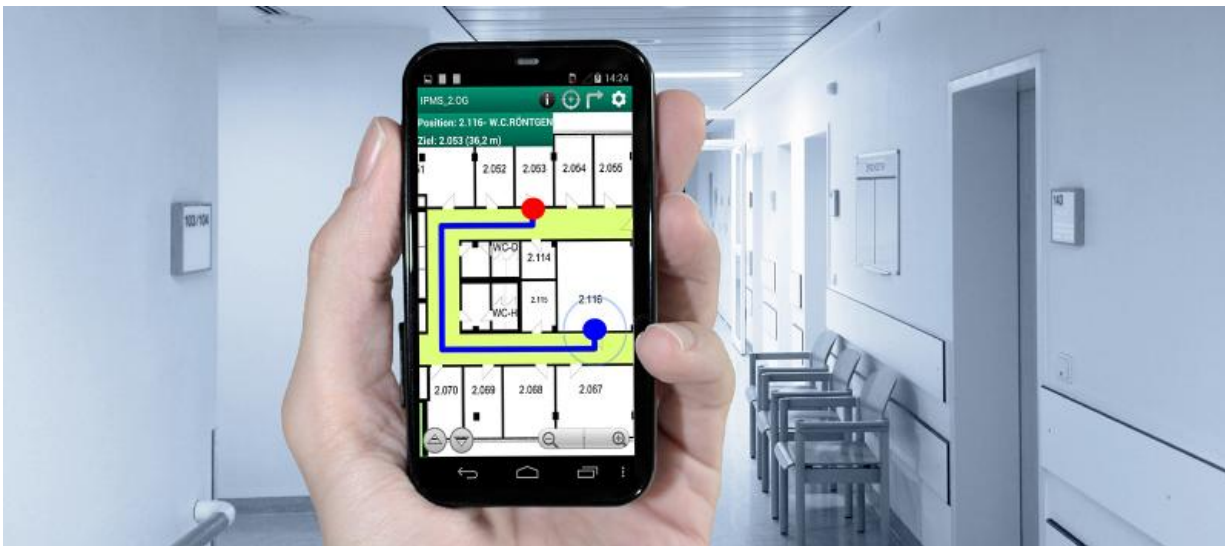 14:24
IPMS_2.OG
Position: 2.116- W.C.RÖNTGEN
Ziel: 2.053 (36,2 m)
2.052 2.053 2.054 2.055
WC-D
2.114
103/104
143
2.115 2.116
WC-H
2.070 2.069 2.068 2.067